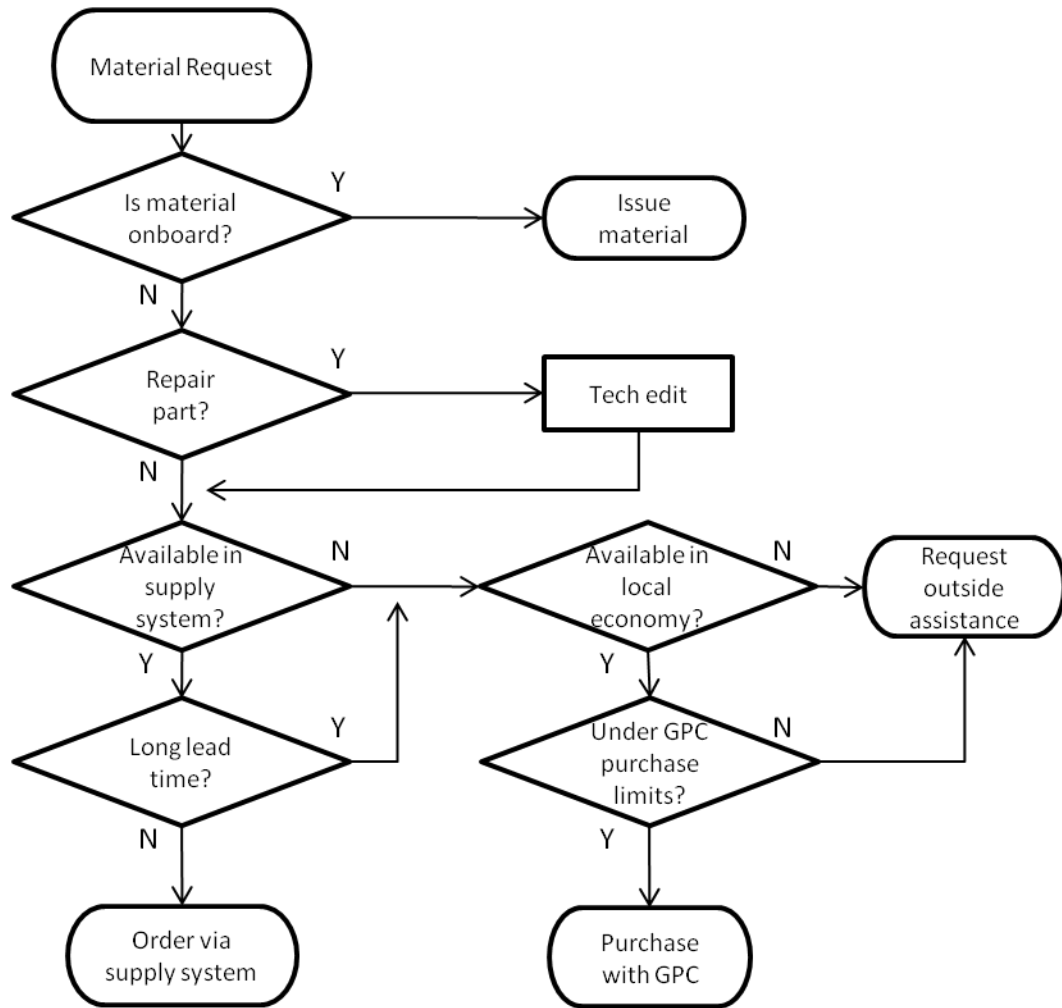 Material Request
Is material
onboard?
Y
Issue
material
N
Repair
part?
Y
Tech edit
N
Available in
supply
system?
N
Available in
local
economy?
N
Request
outside
assistance
Y
Y
Long lead
time?
Y
Under GPC
purchase
limits?
N
N
Y
Order via
supply system
Purchase
with GPC